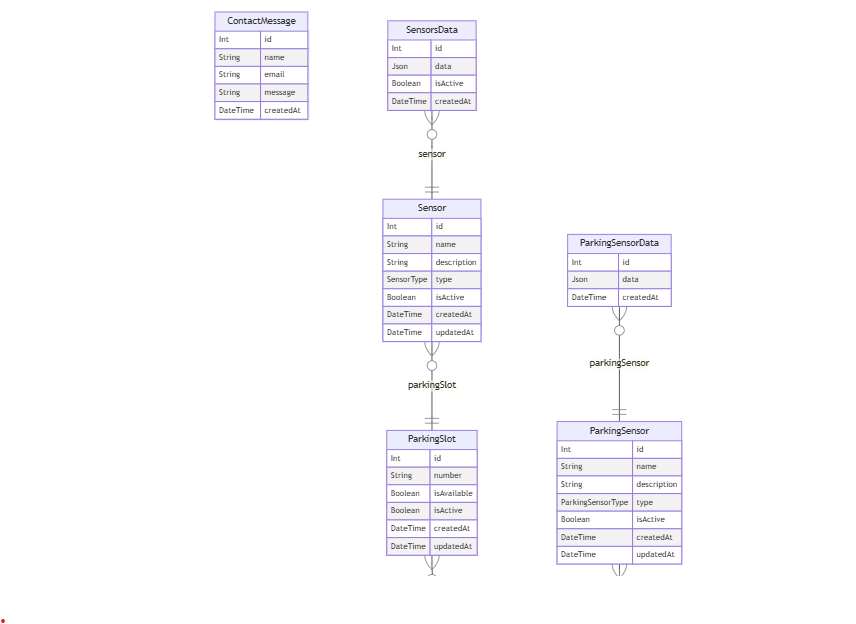 ContactMessage
Int id
String name
String email
String message
DateTime createdAt
SensorsData
Int id
Json data
Boolean isActive
DateTime createdAt
sensor
Sensor
Int id
String name
String description
SensorType type
Boolean isActive
DateTime createdAt
DateTime updatedAt
ParkingSensorData
Int id
Json data
DateTime createdAt
parkingSlot
parkingSensor
ParkingSlot
Int id
String number
Boolean isAvailable
Boolean isActive
DateTime createdAt
DateTime updatedAt
ParkingSensor
Int id
String name
String description
ParkingSensorType type
Boolean isActive
DateTime createdAt
DateTime updatedAt